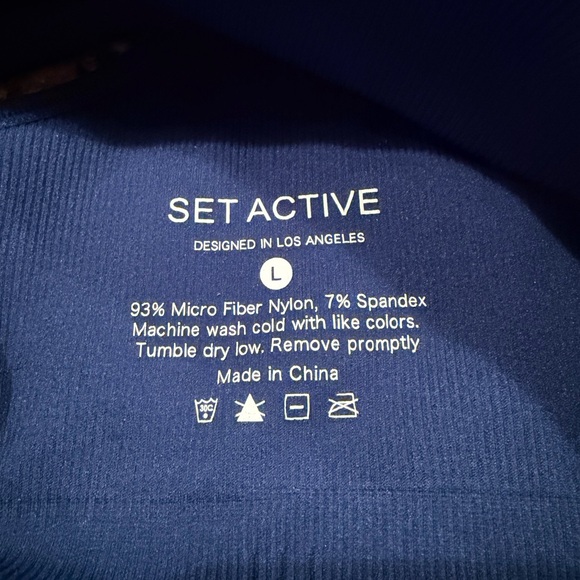 SET ACTIVE
DESIGNED IN LOS ANGELES
L
93% Micro Fiber Nylon, 7% Spandex
Machine wash cold with like colors.
Tumble dry low. Remove promptly
Made in China
30C